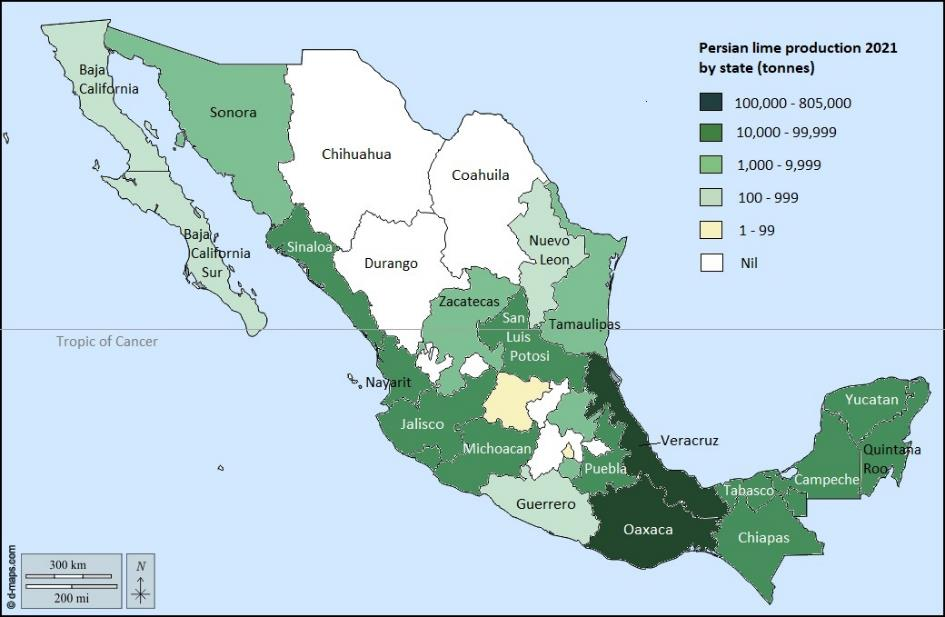 Persian lime production 2021
by state (tonnes)
100,000 - 805,000
10,000 - 99,999
1,000 - 9,999
100 - 999
1 - 99
Nil
Baja
California
Sonora
Chihuahua
Coahuila
Baja
California
Sur
Sinaloa
Durango
Nuevo
Leon
Zacatecas
San
Luis
Potosi
Tamaulipas
Tropic of Cancer
Nayarit
Jalisco
Michoacan
Veracruz
Puebla
Guerrero
Oaxaca
Yucatan
Quintana
Roo
Campeche
Tabasco
Chiapas
300 km
200 mi
N
© d-maps.com